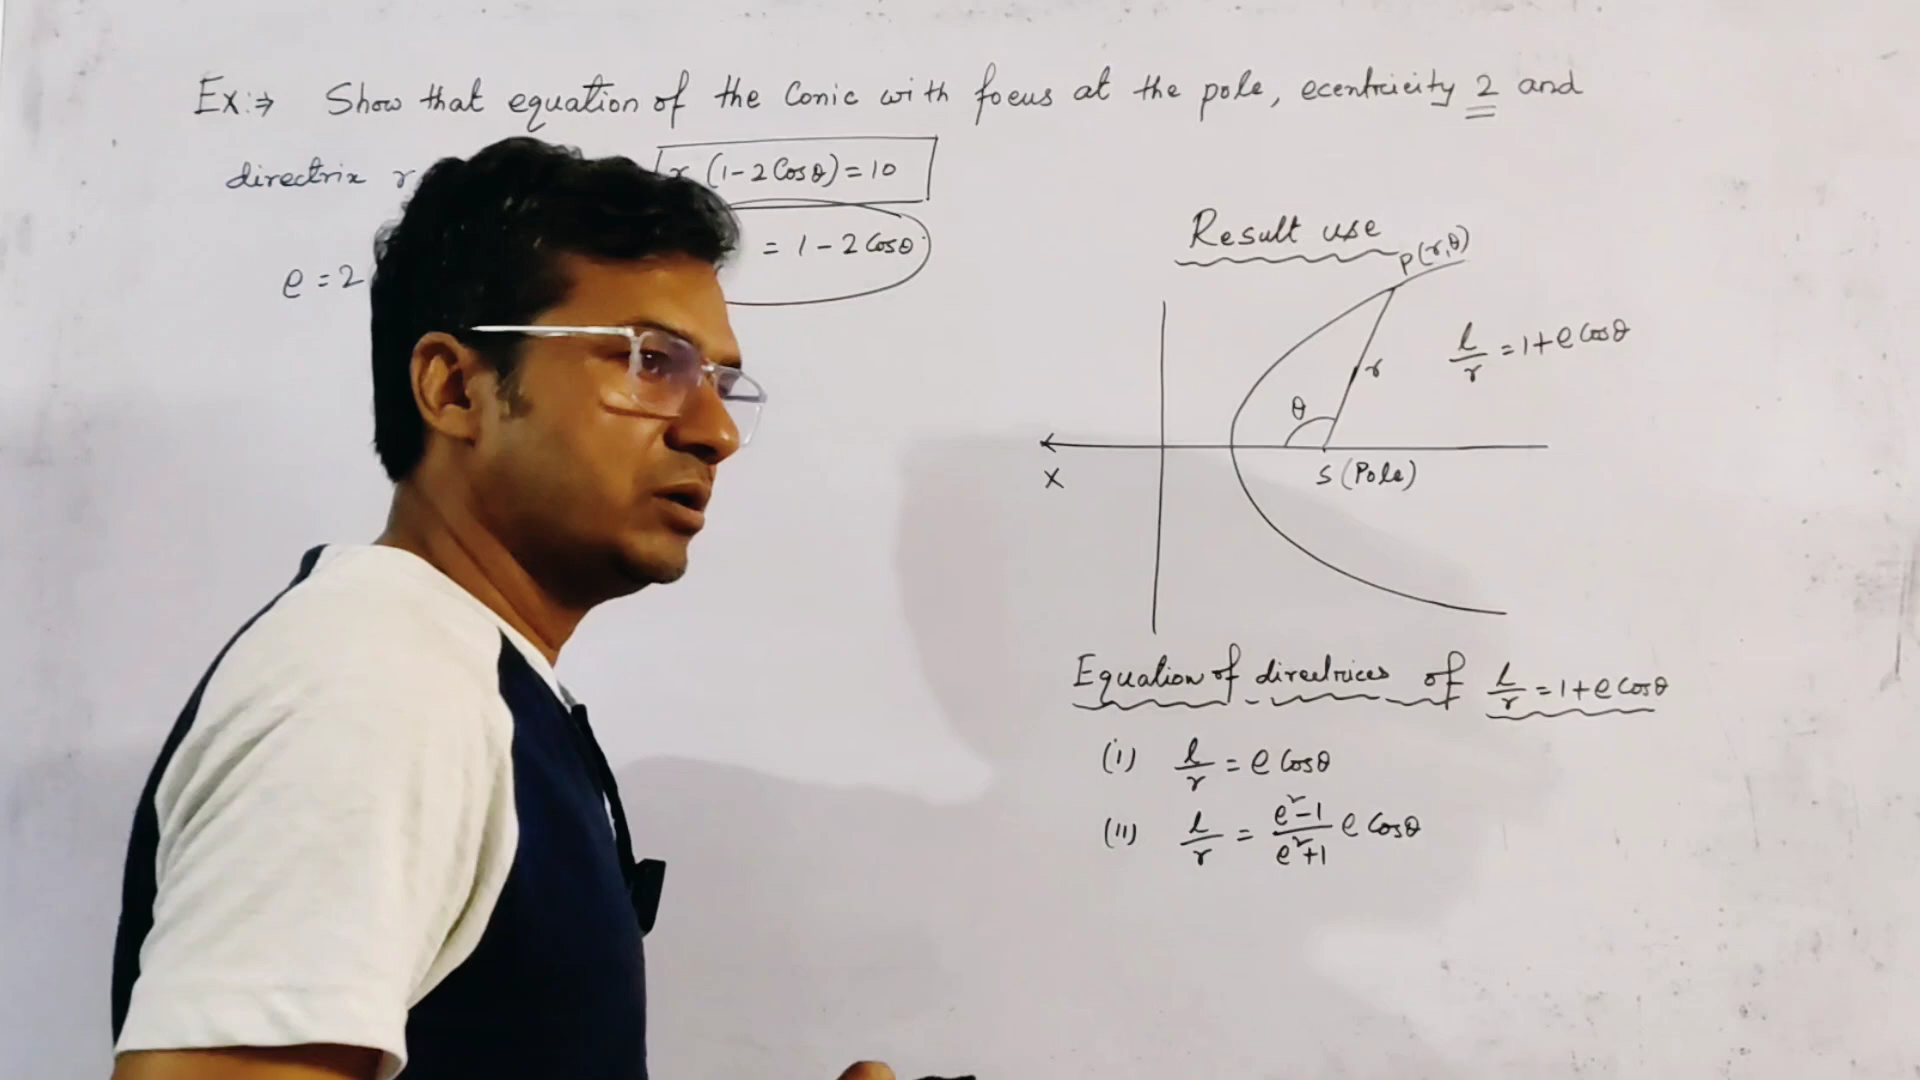 Ex:⇒ Show that equation of the Conic with focus at the pole, ecentricity 2 and
directrix r (1-2Cosθ)=10
= 1-2Cosθ
e=2
Result use
P(r,θ)
l/r =1+eCosθ
r
θ
X
S (Pole)
Equation of directrices of l/r =1+eCosθ
(i) l/r = e Cosθ
(ii) l/r = e²-1/e²+1 e Cosθ